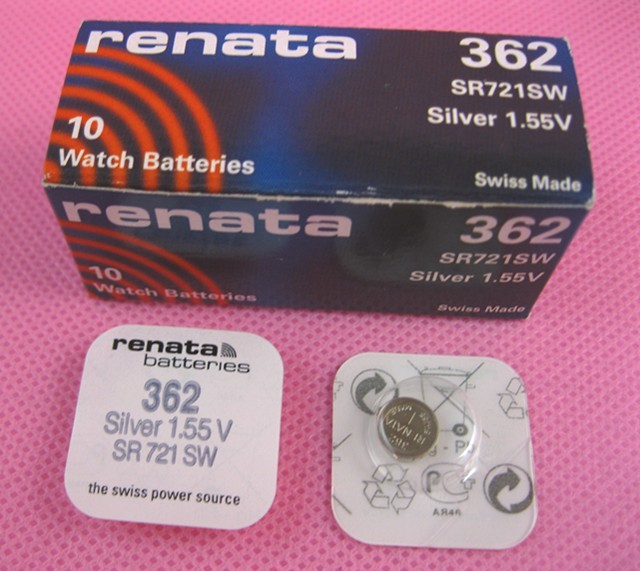 renata
362
SR721SW
Silver 1.55V
10
Watch Batteries
Swiss Made
renata
362
SR721SW
Silver 1.55V
10
Watch Batteries
Swiss Made
renata
batteries
362
Silver 1.55 V
SR 721 SW
the swiss power source